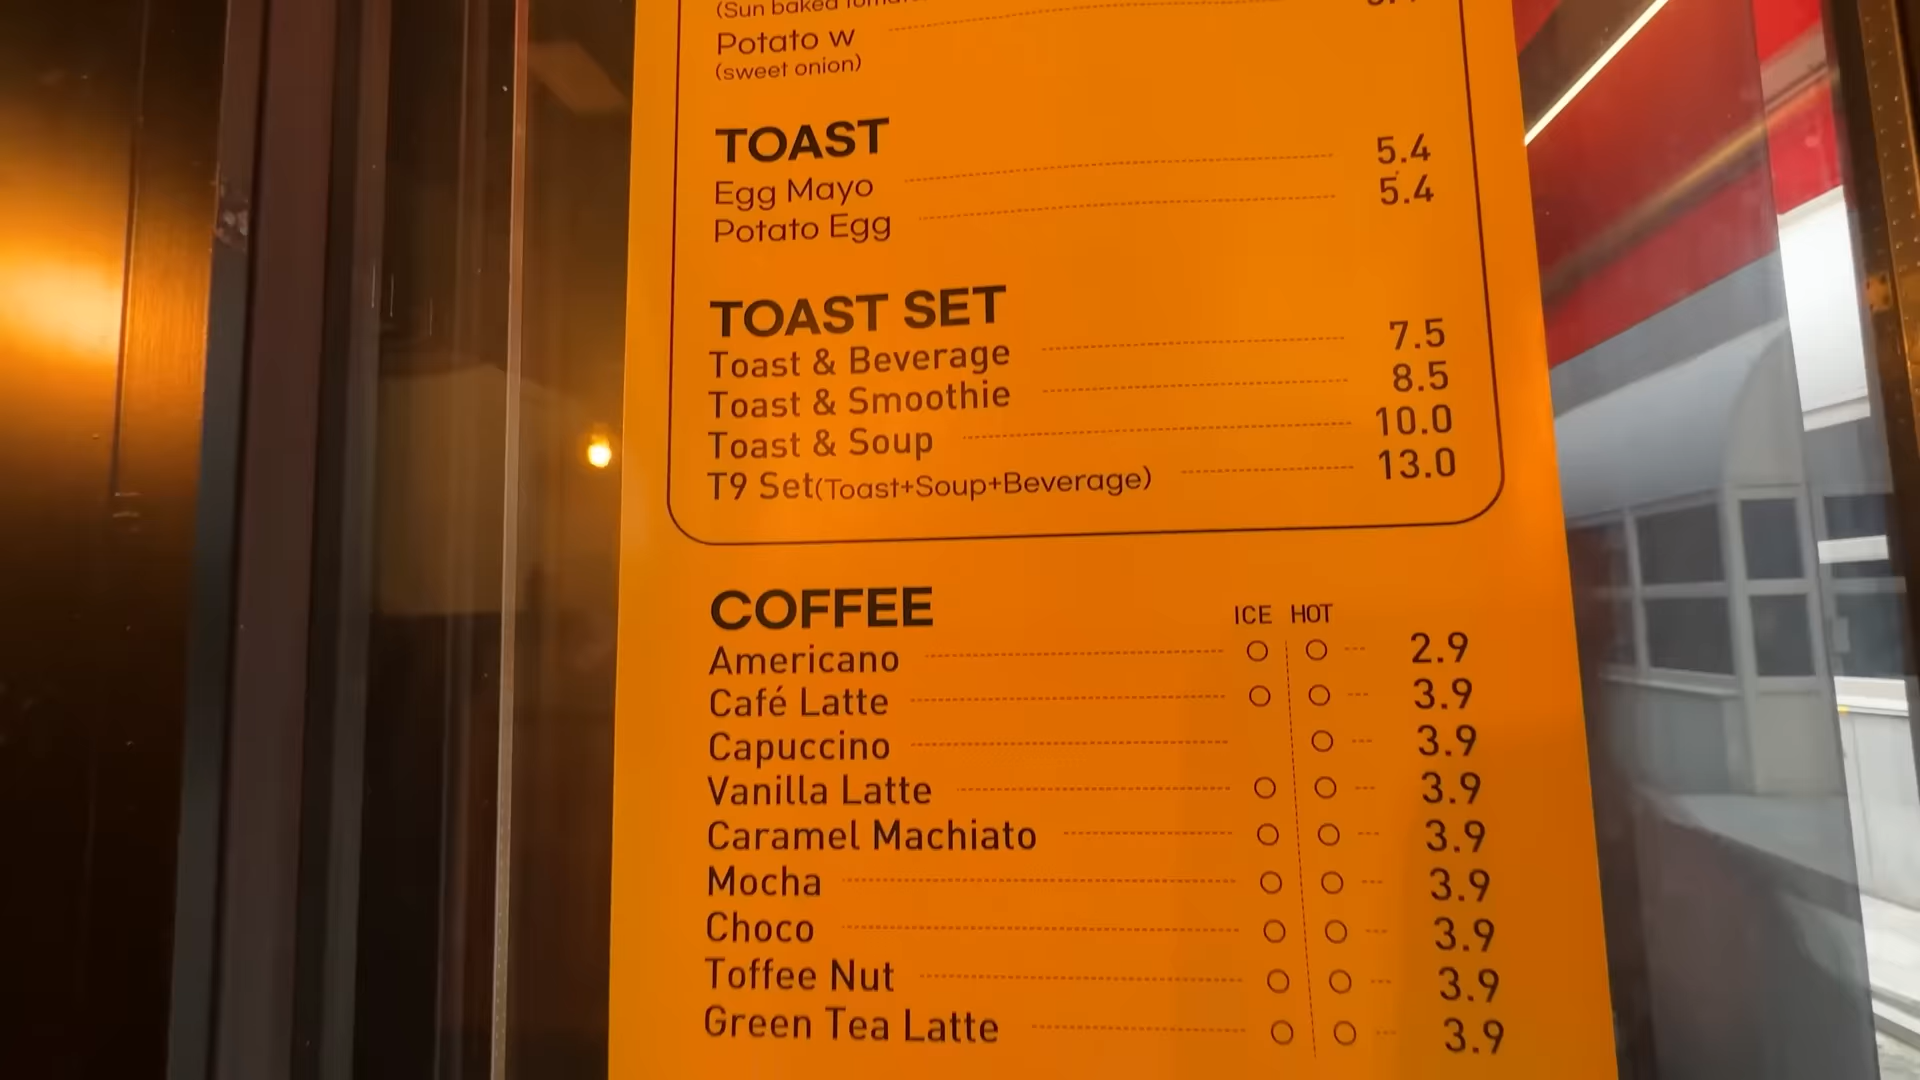 (Sun baked
Potato w
(sweet onion)
TOAST
Egg Mayo 5.4
Potato Egg 5.4
TOAST SET
Toast & Beverage 7.5
Toast & Smoothie 8.5
Toast & Soup 10.0
T9 Set(Toast+Soup+Beverage) 13.0
COFFEE ICE HOT
Americano O O 2.9
Café Latte O O 3.9
Capuccino O 3.9
Vanilla Latte O O 3.9
Caramel Machiato O O 3.9
Mocha O O 3.9
Choco O O 3.9
Toffee Nut O O 3.9
Green Tea Latte O O 3.9